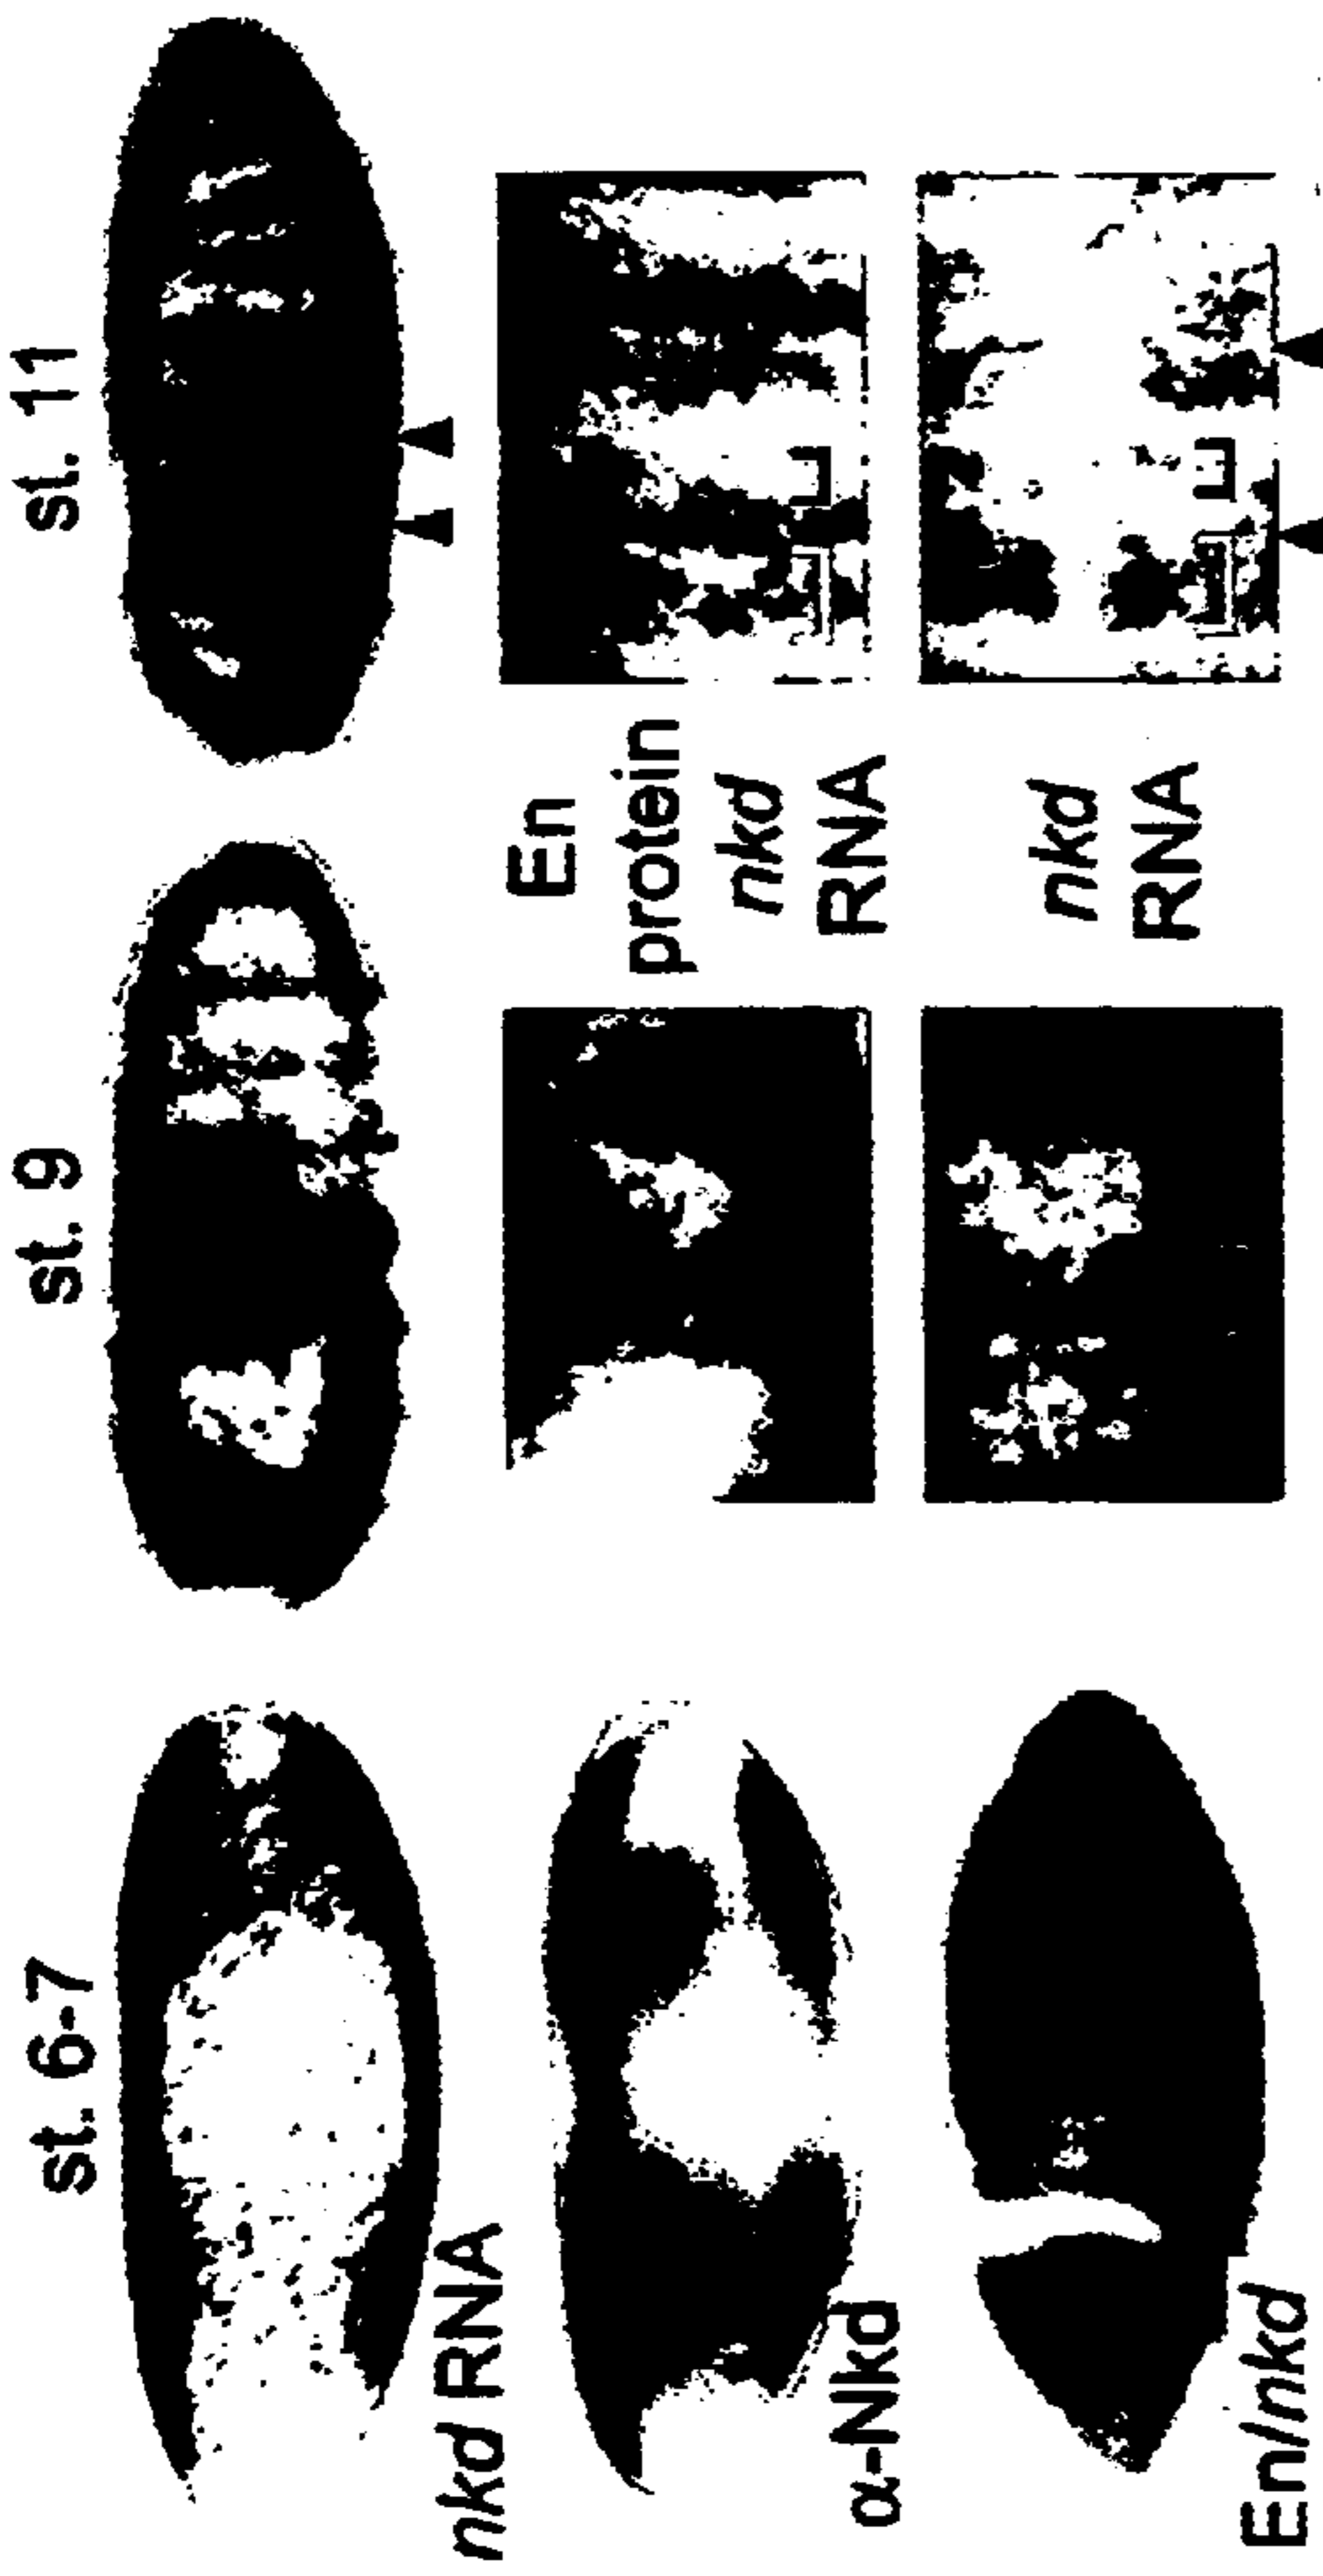 st. 6-7
st. 9
st. 11
nkd RNA
α-Nkd
En
protein
nkd
RNA
En/nkd
nkd
RNA